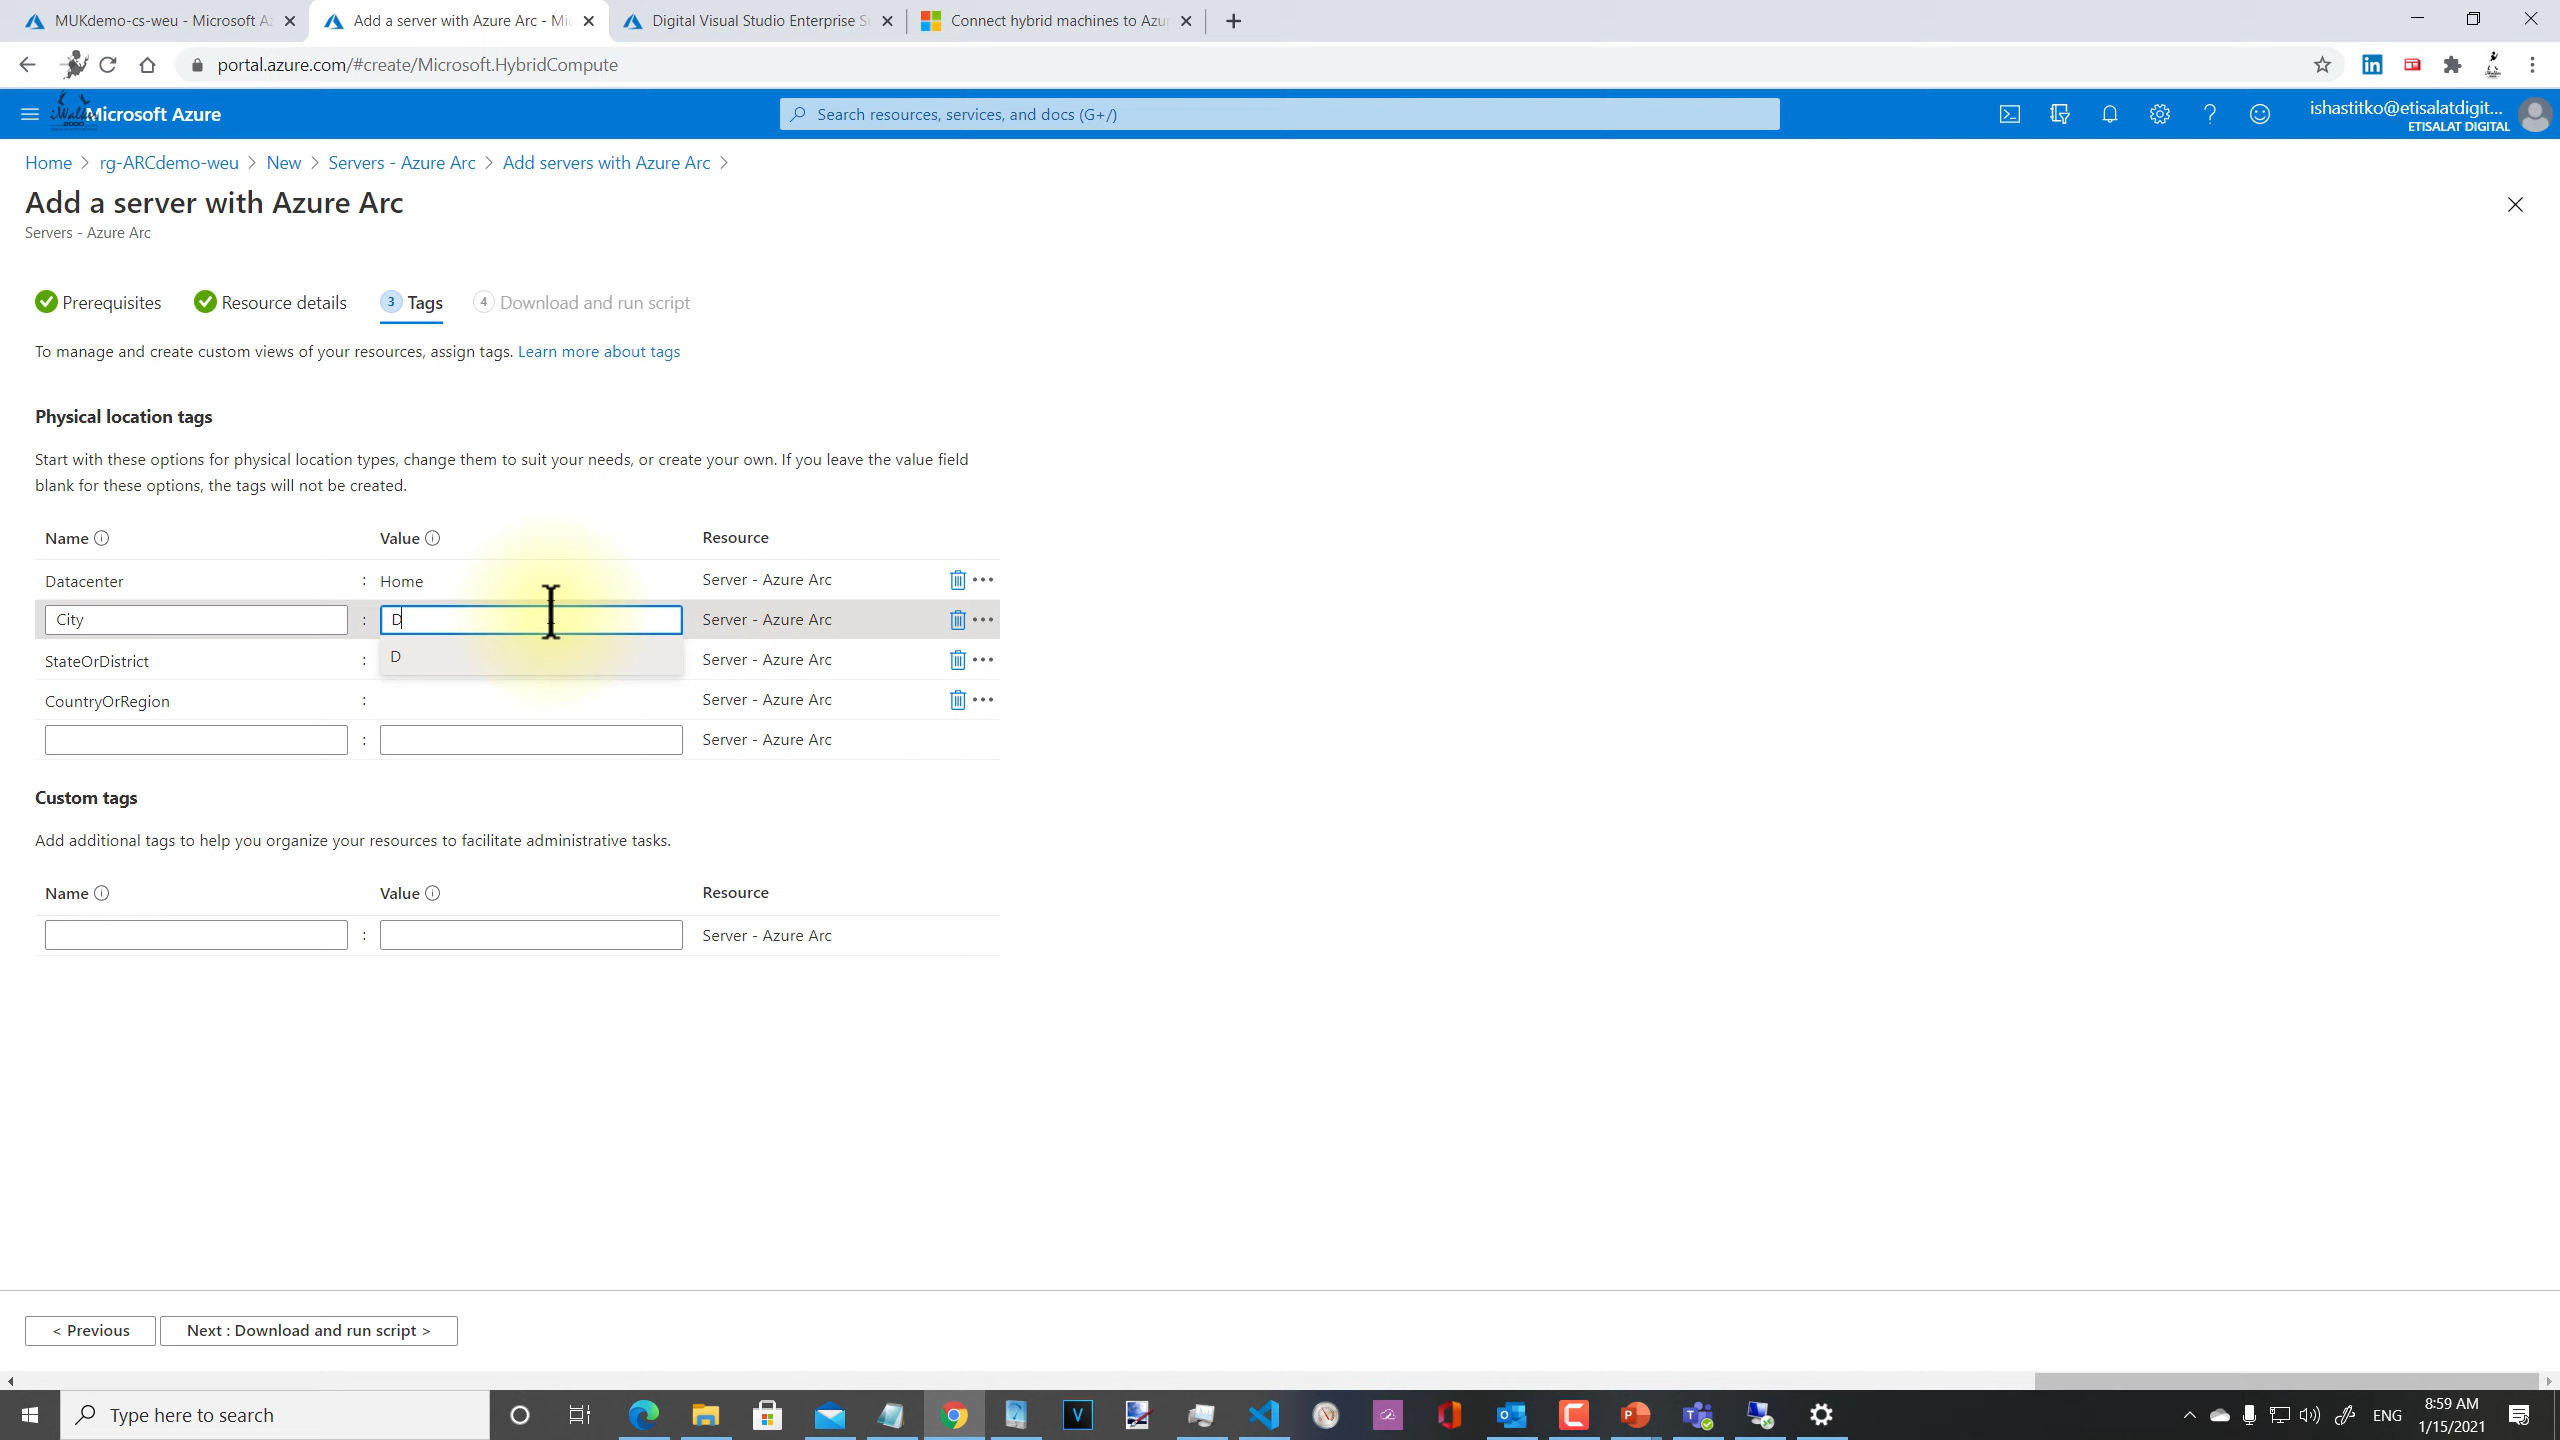 MUKdemo-cs-weu - Microsoft Az
Add a server with Azure Arc - Mic
Digital Visual Studio Enterprise Su
Connect hybrid machines to Azur
portal.azure.com/#create/Microsoft.HybridCompute
Microsoft Azure
Search resources, services, and docs (G+/)
ishastitko@etisalatdigit...
ETISALAT DIGITAL
Home > rg-ARCdemo-weu > New > Servers - Azure Arc > Add servers with Azure Arc >
Add a server with Azure Arc
Servers - Azure Arc
Prerequisites
Resource details
3 Tags
4 Download and run script
To manage and create custom views of your resources, assign tags. Learn more about tags
Physical location tags
Start with these options for physical location types, change them to suit your needs, or create your own. If you leave the value field
blank for these options, the tags will not be created.
Name Value Resource
Datacenter : Home Server - Azure Arc
City : D Server - Azure Arc
D
StateOrDistrict : Server - Azure Arc
CountryOrRegion : Server - Azure Arc
: Server - Azure Arc
Custom tags
Add additional tags to help you organize your resources to facilitate administrative tasks.
Name Value Resource
: Server - Azure Arc
< Previous
Next : Download and run script >
Type here to search
ENG
8:59 AM
1/15/2021